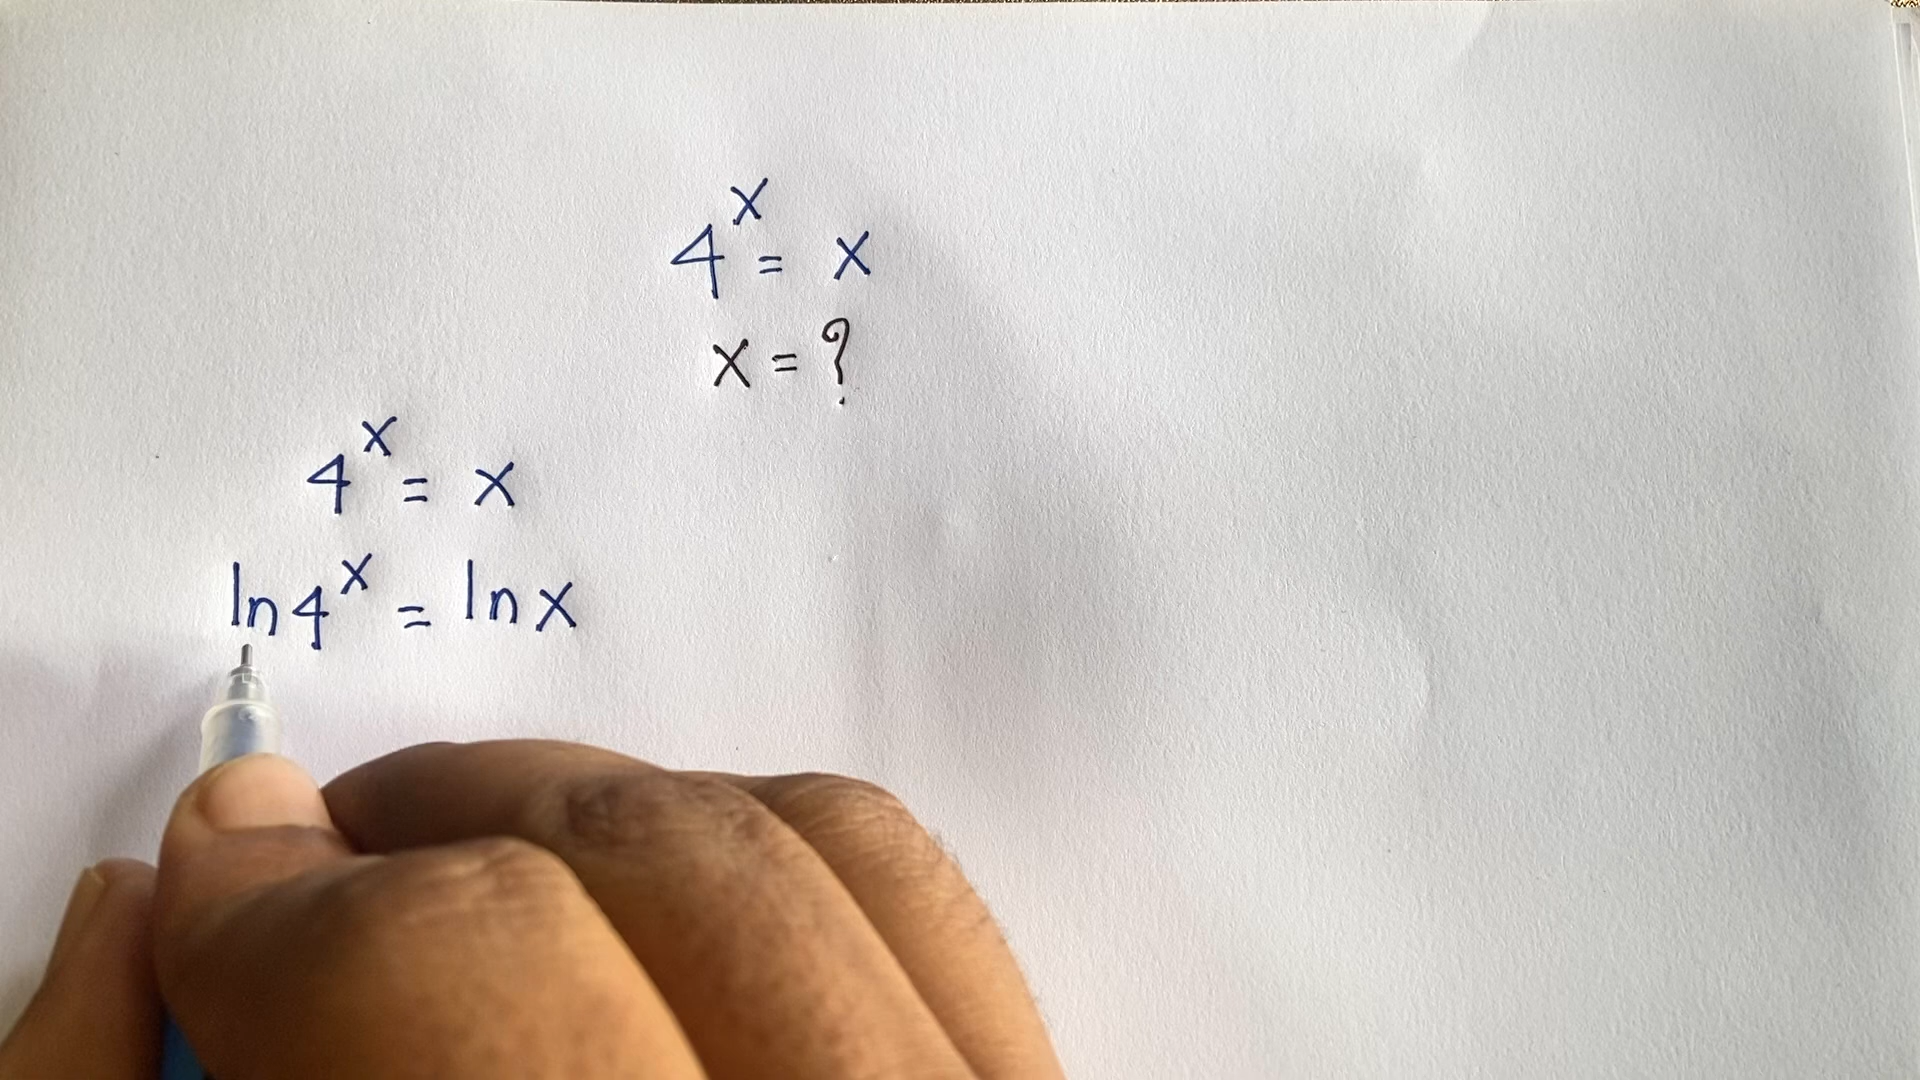 4^x = x
x = ?
4^x = x
ln 4^x = ln x